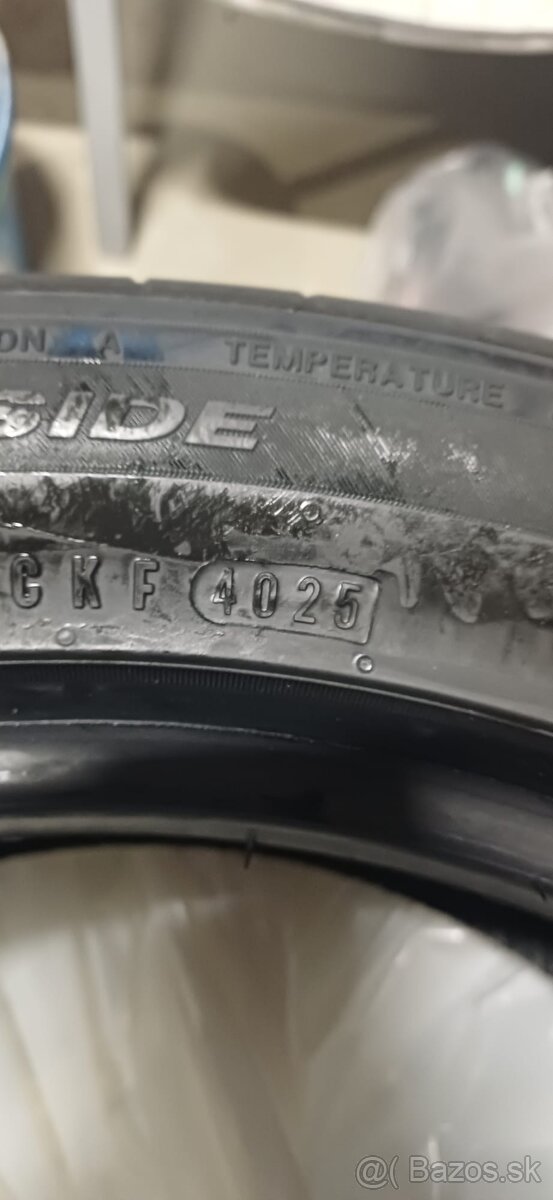 A TEMPERATURE
SIDE
CKF 4025
@( Bazos.sk